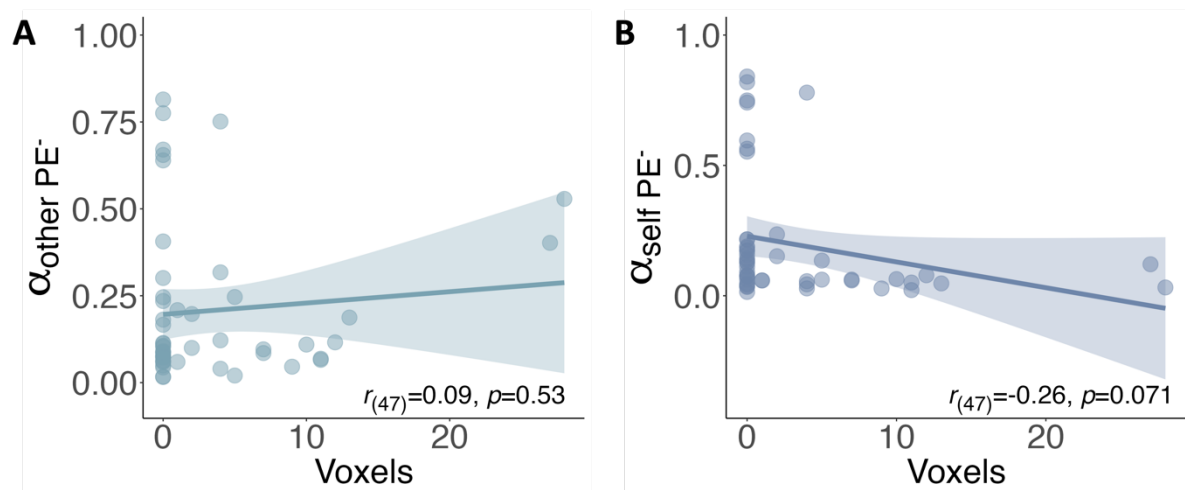 A
1.00
0.75
0.50
0.25
0.00
αother PE-
r(47)=0.09, p=0.53
0 10 20
Voxels
B
1.0
0.5
0.0
αself PE-
r(47)=-0.26, p=0.071
0 10 20
Voxels